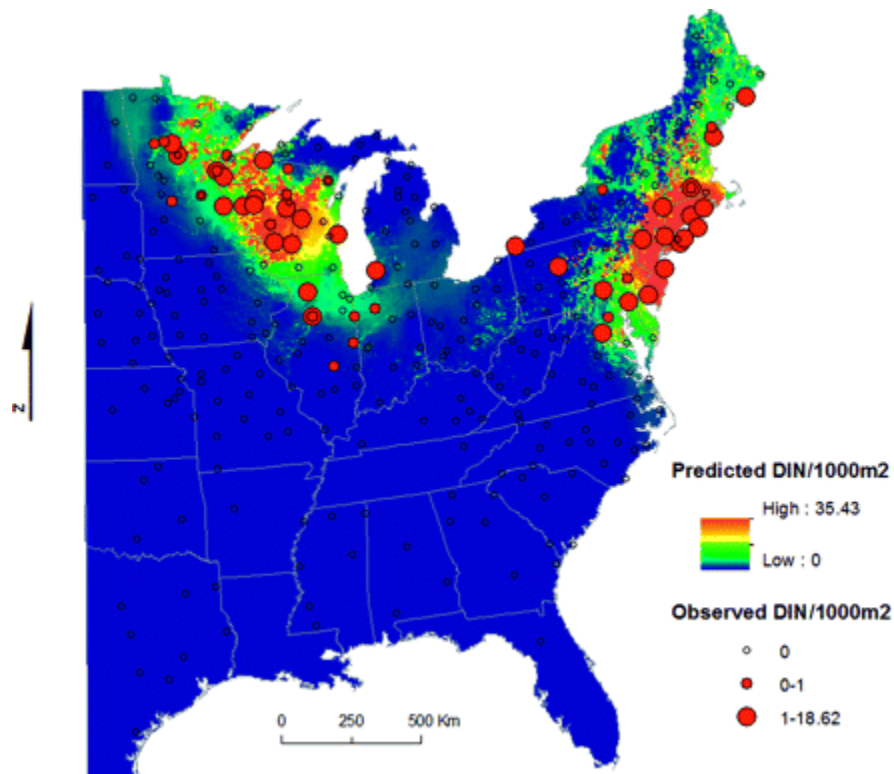 Z
Predicted DIN/1000m2
High : 35.43
Low : 0
Observed DIN/1000m2
0
0-1
1-18.62
0 250 500 Km